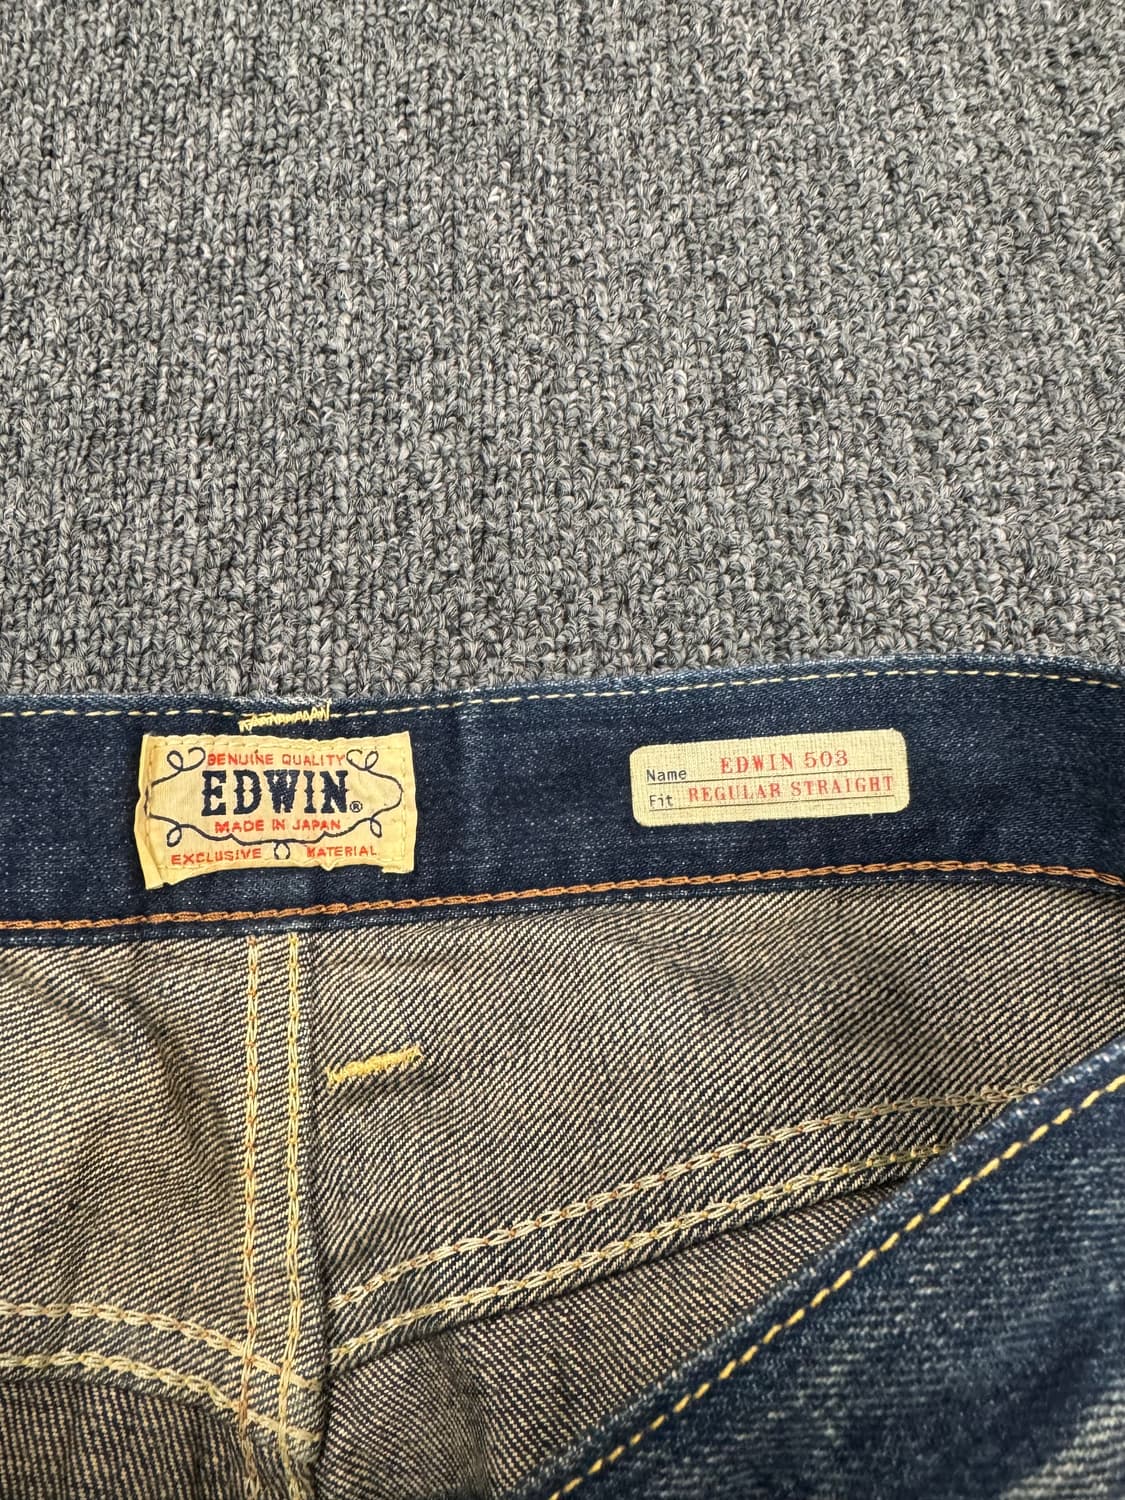 GENUINE QUALITY
EDWIN®
MADE IN JAPAN
EXCLUSIVE MATERIAL
Name EDWIN 503
Fit REGULAR STRAIGHT